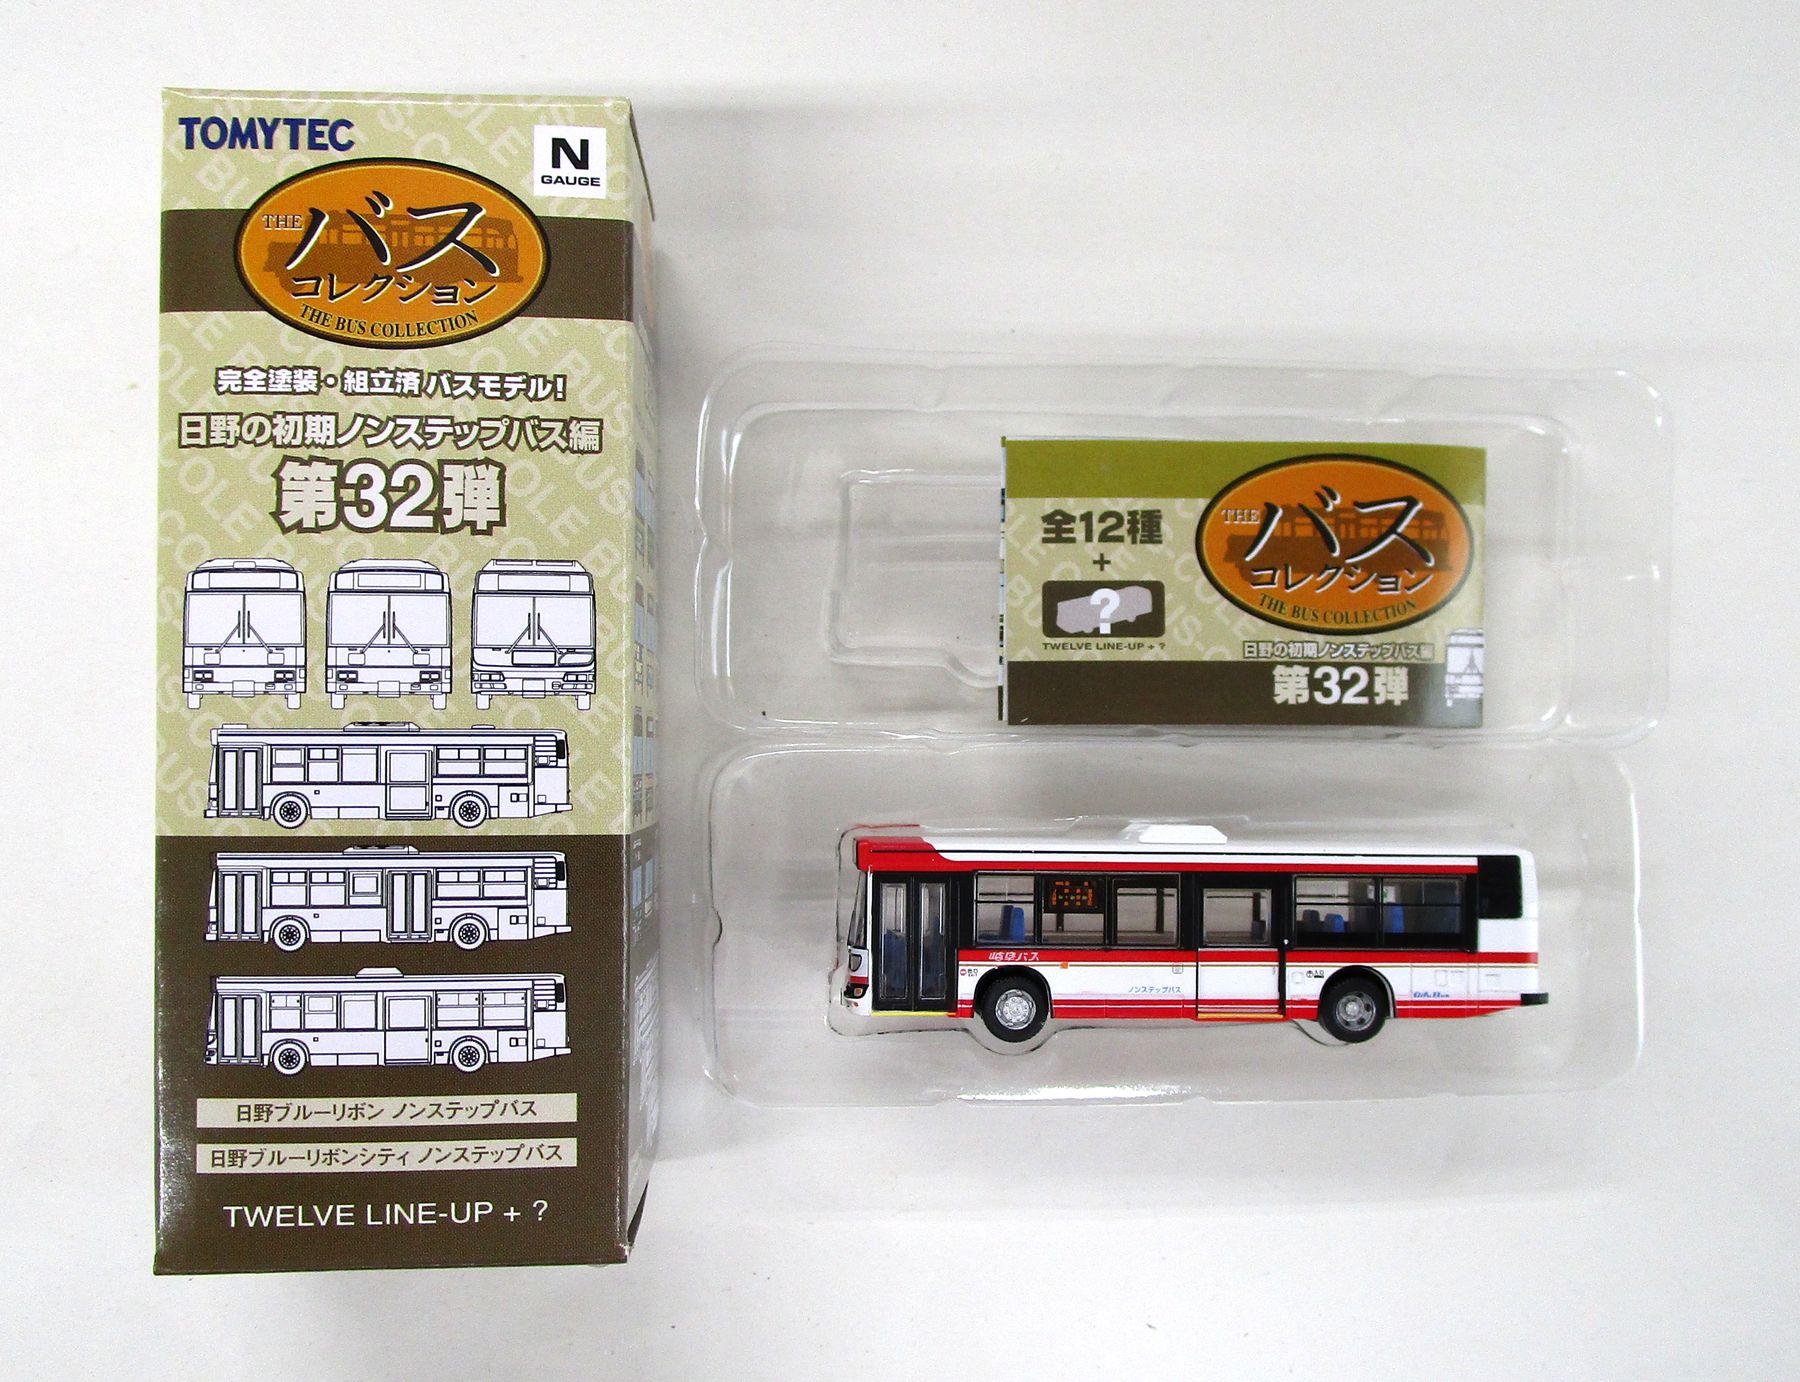 TOMYTEC
N
GAUGE
THE
バス
コレクション
THE BUS COLLECTION
完全塗装・組立済 バスモデル！
日野の初期ノンステップバス編
第32弾
日野ブルーリボン ノンステップバス
日野ブルーリボンシティ ノンステップバス
TWELVE LINE-UP + ?
全12種
+
?
TWELVE LINE-UP + ?
THE
バス
コレクション
THE BUS COLLECTION
日野の初期ノンステップバス編
第32弾
岐阜バス
ノンステップバス